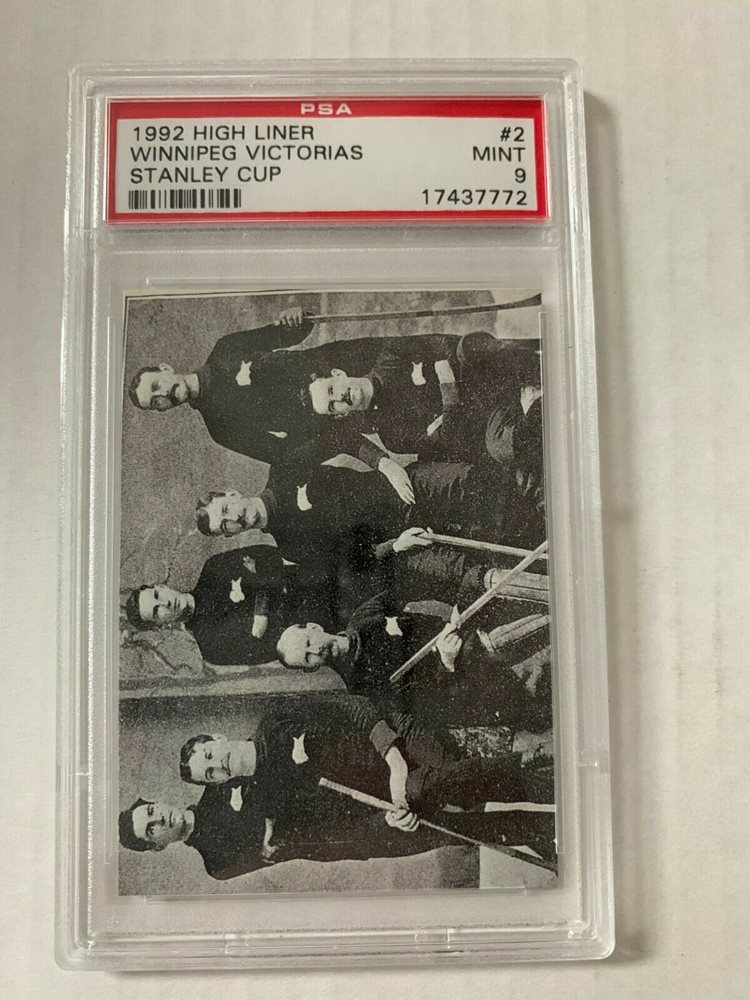 PSA
1992 HIGH LINER #2
WINNIPEG VICTORIAS MINT
STANLEY CUP 9
17437772